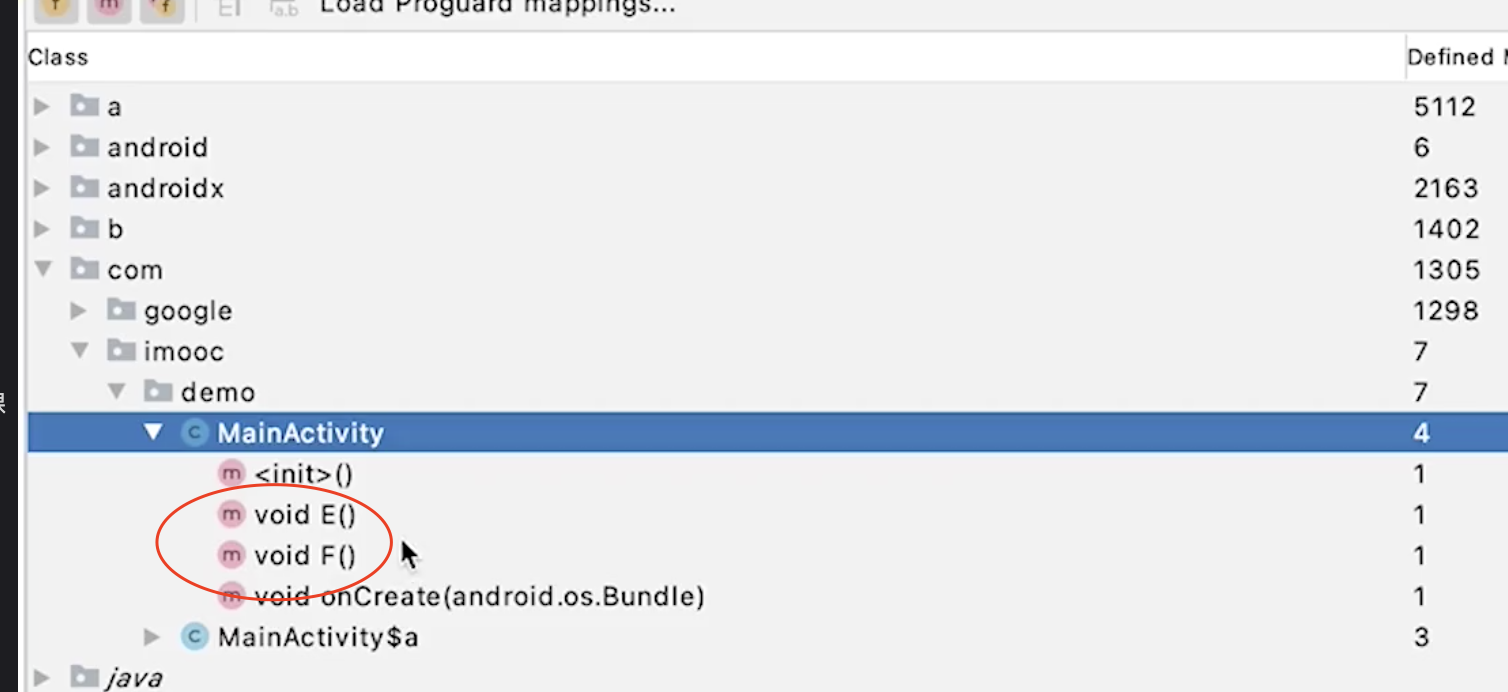 Load Proguard mappings...
Class Defined
a 5112
android 6
androidx 2163
b 1402
com 1305
google 1298
imooc 7
demo 7
C MainActivity 4
m <init>() 1
m void E() 1
m void F() 1
m void onCreate(android.os.Bundle) 1
C MainActivity$a 3
java